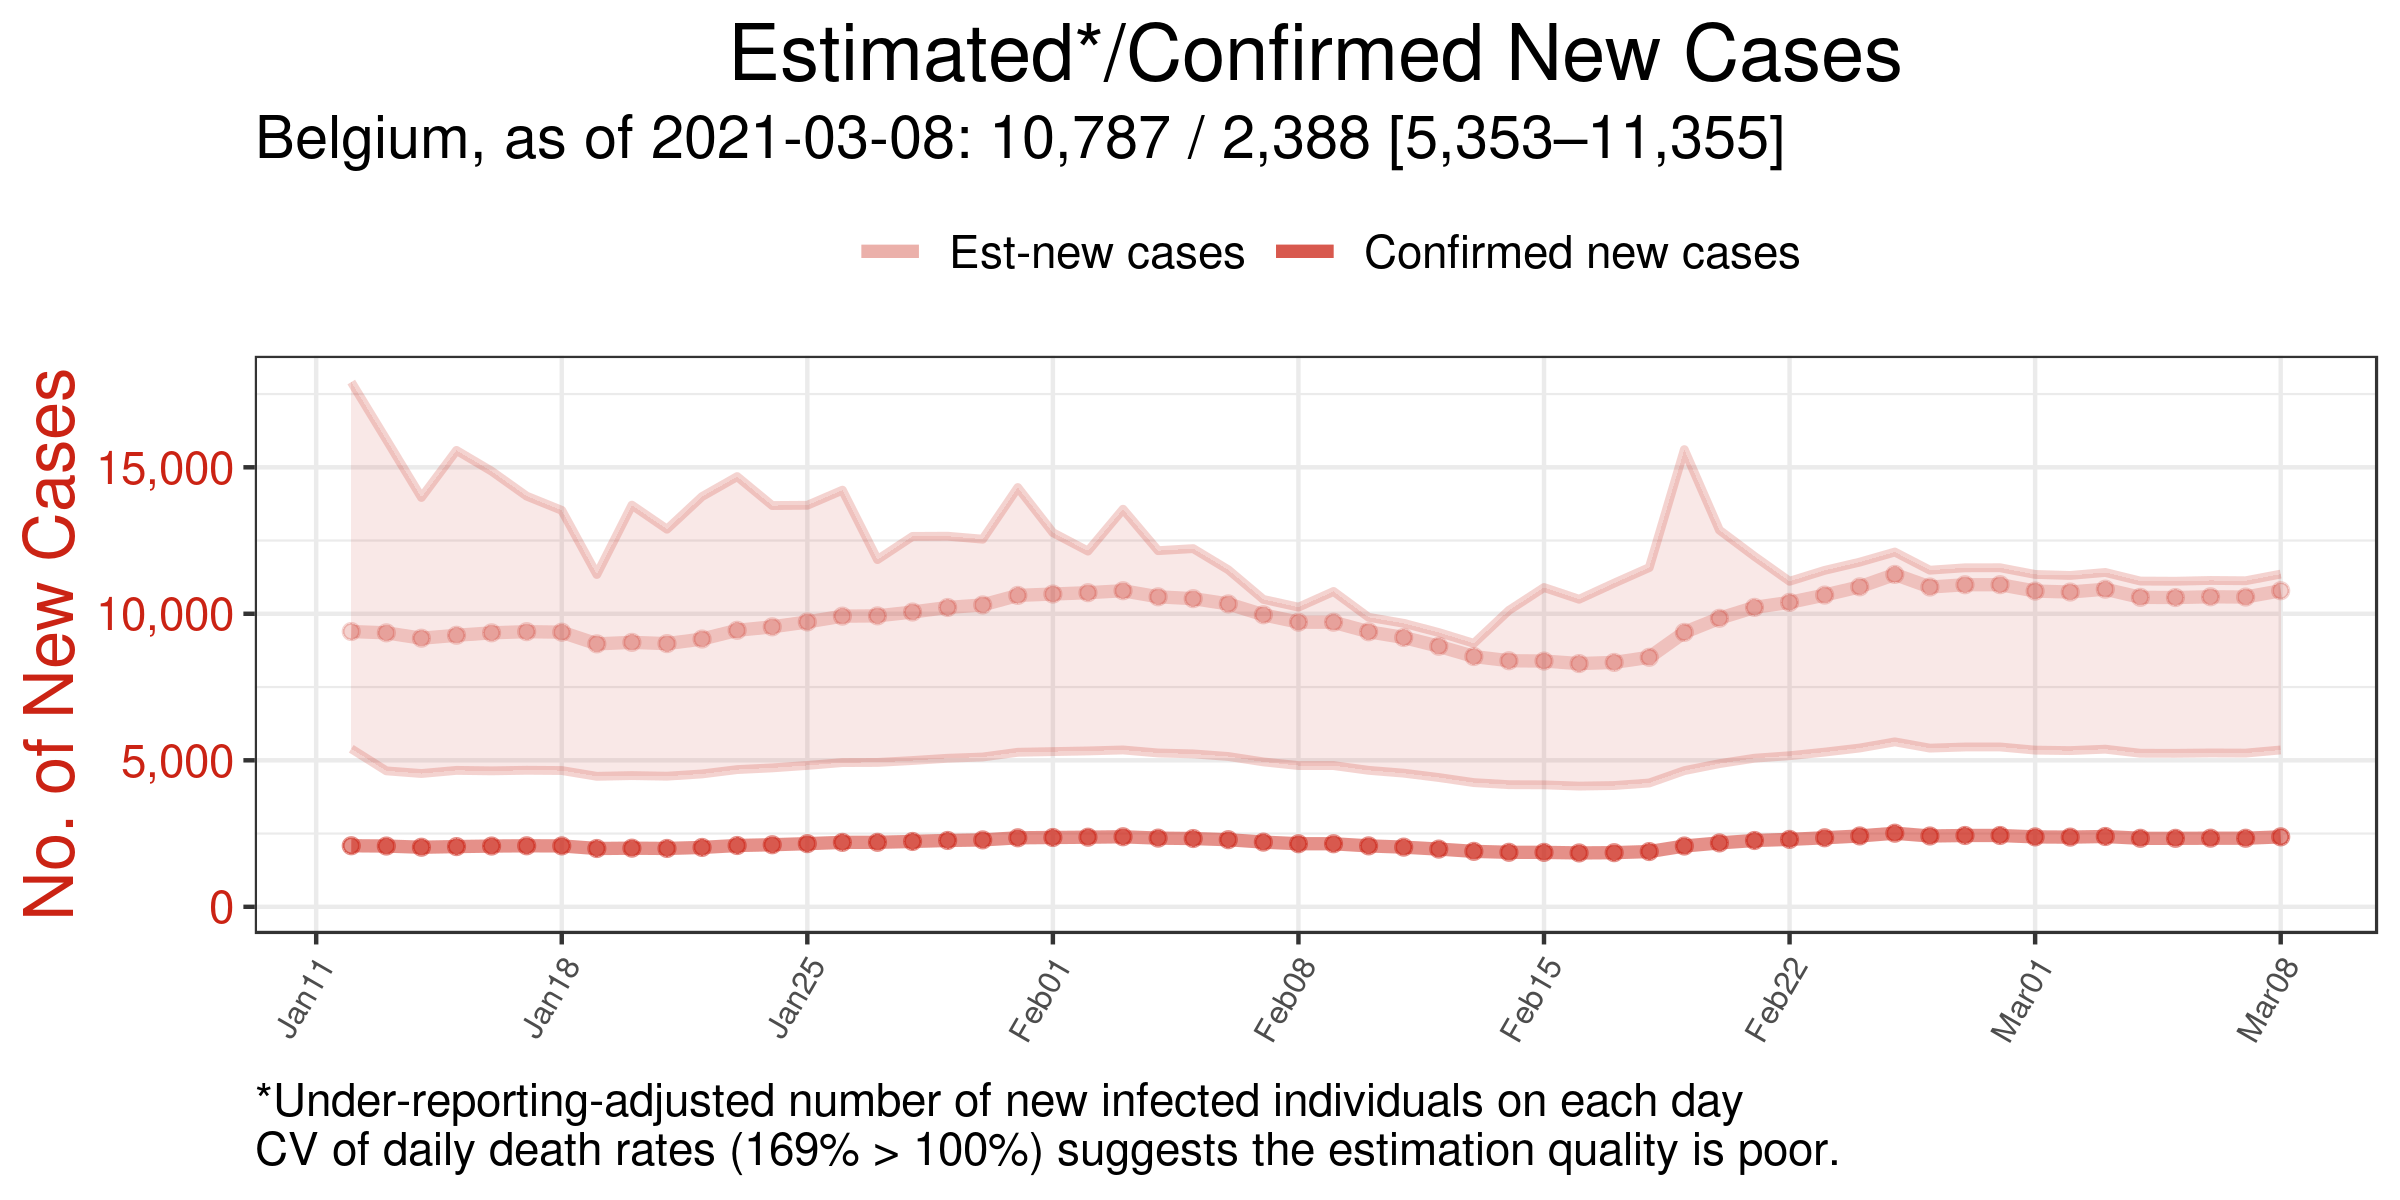 Estimated*/Confirmed New Cases
Belgium, as of 2021-03-08: 10,787 / 2,388 [5,353–11,355]
Est-new cases Confirmed new cases
No. of New Cases
15,000
10,000
5,000
0
Jan11 Jan18 Jan25 Feb01 Feb08 Feb15 Feb22 Mar01 Mar08
*Under-reporting-adjusted number of new infected individuals on each day
CV of daily death rates (169% > 100%) suggests the estimation quality is poor.